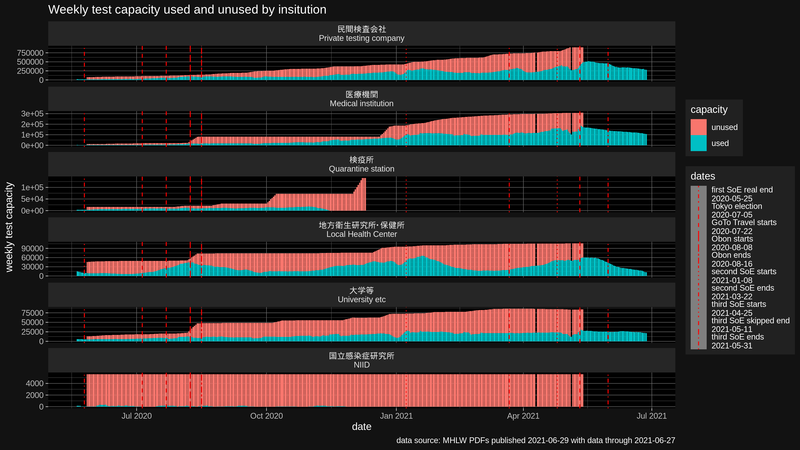 Weekly test capacity used and unused by insitution
民間検査会社
Private testing company
750000
500000
250000
0
医療機関
Medical institution
3e+05
2e+05
1e+05
0e+00
検疫所
Quarantine station
1e+05
5e+04
0e+00
地方衛生研究所・保健所
Local Health Center
90000
60000
30000
0
大学等
University etc
75000
50000
25000
0
国立感染症研究所
NIID
4000
2000
0
weekly test capacity
Jul 2020
Oct 2020
Jan 2021
Apr 2021
Jul 2021
date
capacity
unused
used
dates
first SoE real end
2020-05-25
Tokyo election
2020-07-05
GoTo Travel starts
2020-07-22
Obon starts
2020-08-08
Obon ends
2020-08-16
second SoE starts
2021-01-08
second SoE ends
2021-03-22
third SoE starts
2021-04-25
third SoE skipped end
2021-05-11
third SoE ends
2021-05-31
data source: MHLW PDFs published 2021-06-29 with data through 2021-06-27